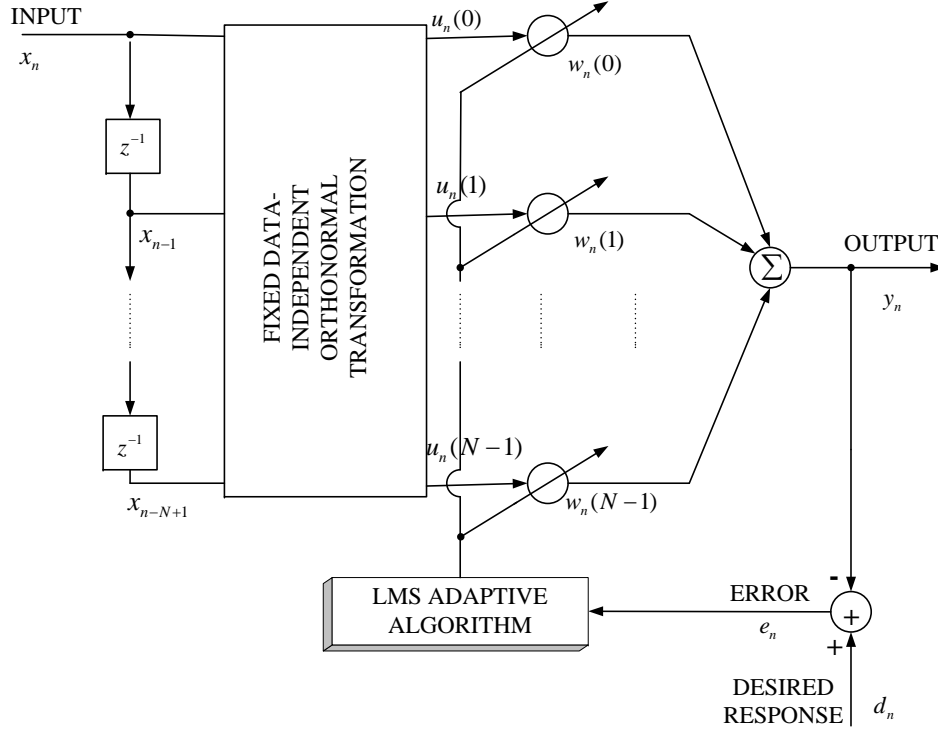 INPUT
x_n
z^{-1}
x_{n-1}
z^{-1}
x_{n-N+1}
FIXED DATA-
INDEPENDENT
ORTHONORMAL
TRANSFORMATION
u_n(0)
w_n(0)
u_n(1)
w_n(1)
u_n(N-1)
w_n(N-1)
Σ
OUTPUT
y_n
LMS ADAPTIVE
ALGORITHM
ERROR
e_n
-
+
+
DESIRED
RESPONSE
d_n